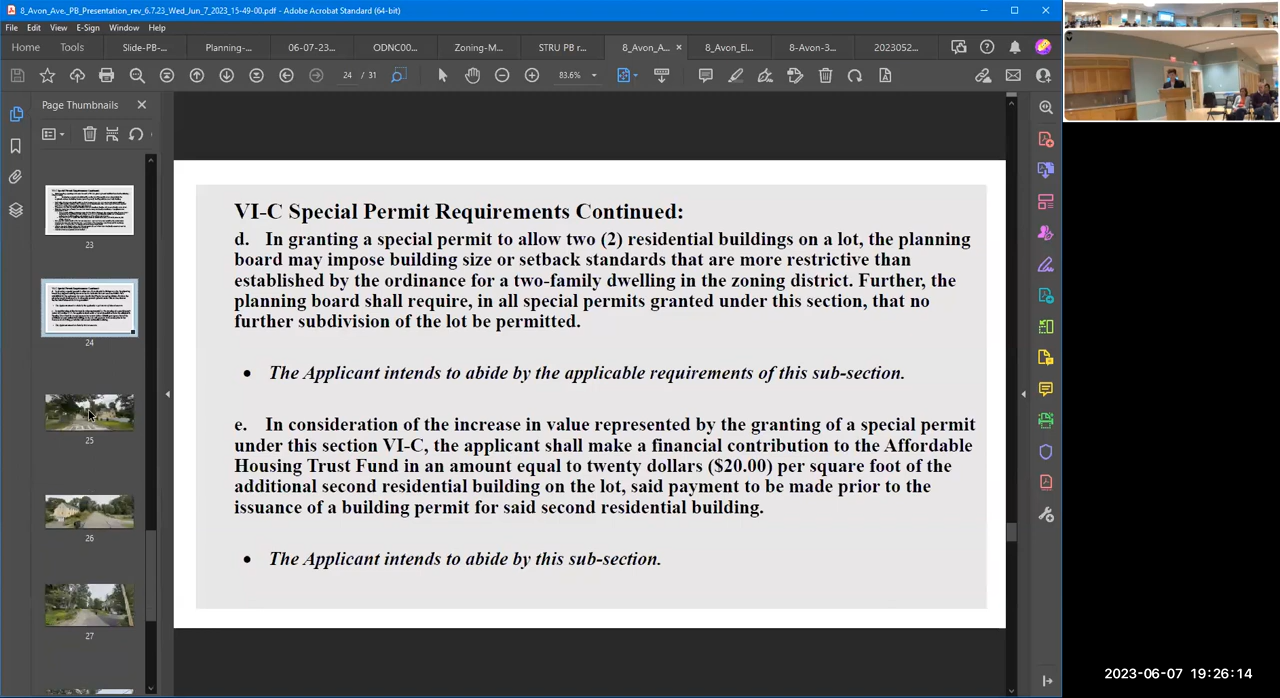 8_Avon_Ave._PB_Presentation_rev_6.7.23_Wed_Jun_7_2023_15-49-00.pdf - Adobe Acrobat Standard (64-bit)
File Edit View E-Sign Window Help
Home Tools Slide-PB-... Planning-... 06-07-23... ODNC00... Zoning-M... STRU PB r... 8_Avon_A... × 8_Avon_El... 8-Avon-3... 2023052...
24 / 31 83.6%
Page Thumbnails
23
24
25
26
27
VI-C Special Permit Requirements Continued:
d. In granting a special permit to allow two (2) residential buildings on a lot, the planning
board may impose building size or setback standards that are more restrictive than
established by the ordinance for a two-family dwelling in the zoning district. Further, the
planning board shall require, in all special permits granted under this section, that no
further subdivision of the lot be permitted.
• The Applicant intends to abide by the applicable requirements of this sub-section.
e. In consideration of the increase in value represented by the granting of a special permit
under this section VI-C, the applicant shall make a financial contribution to the Affordable
Housing Trust Fund in an amount equal to twenty dollars ($20.00) per square foot of the
additional second residential building on the lot, said payment to be made prior to the
issuance of a building permit for said second residential building.
• The Applicant intends to abide by this sub-section.
2023-06-07 19:26:14